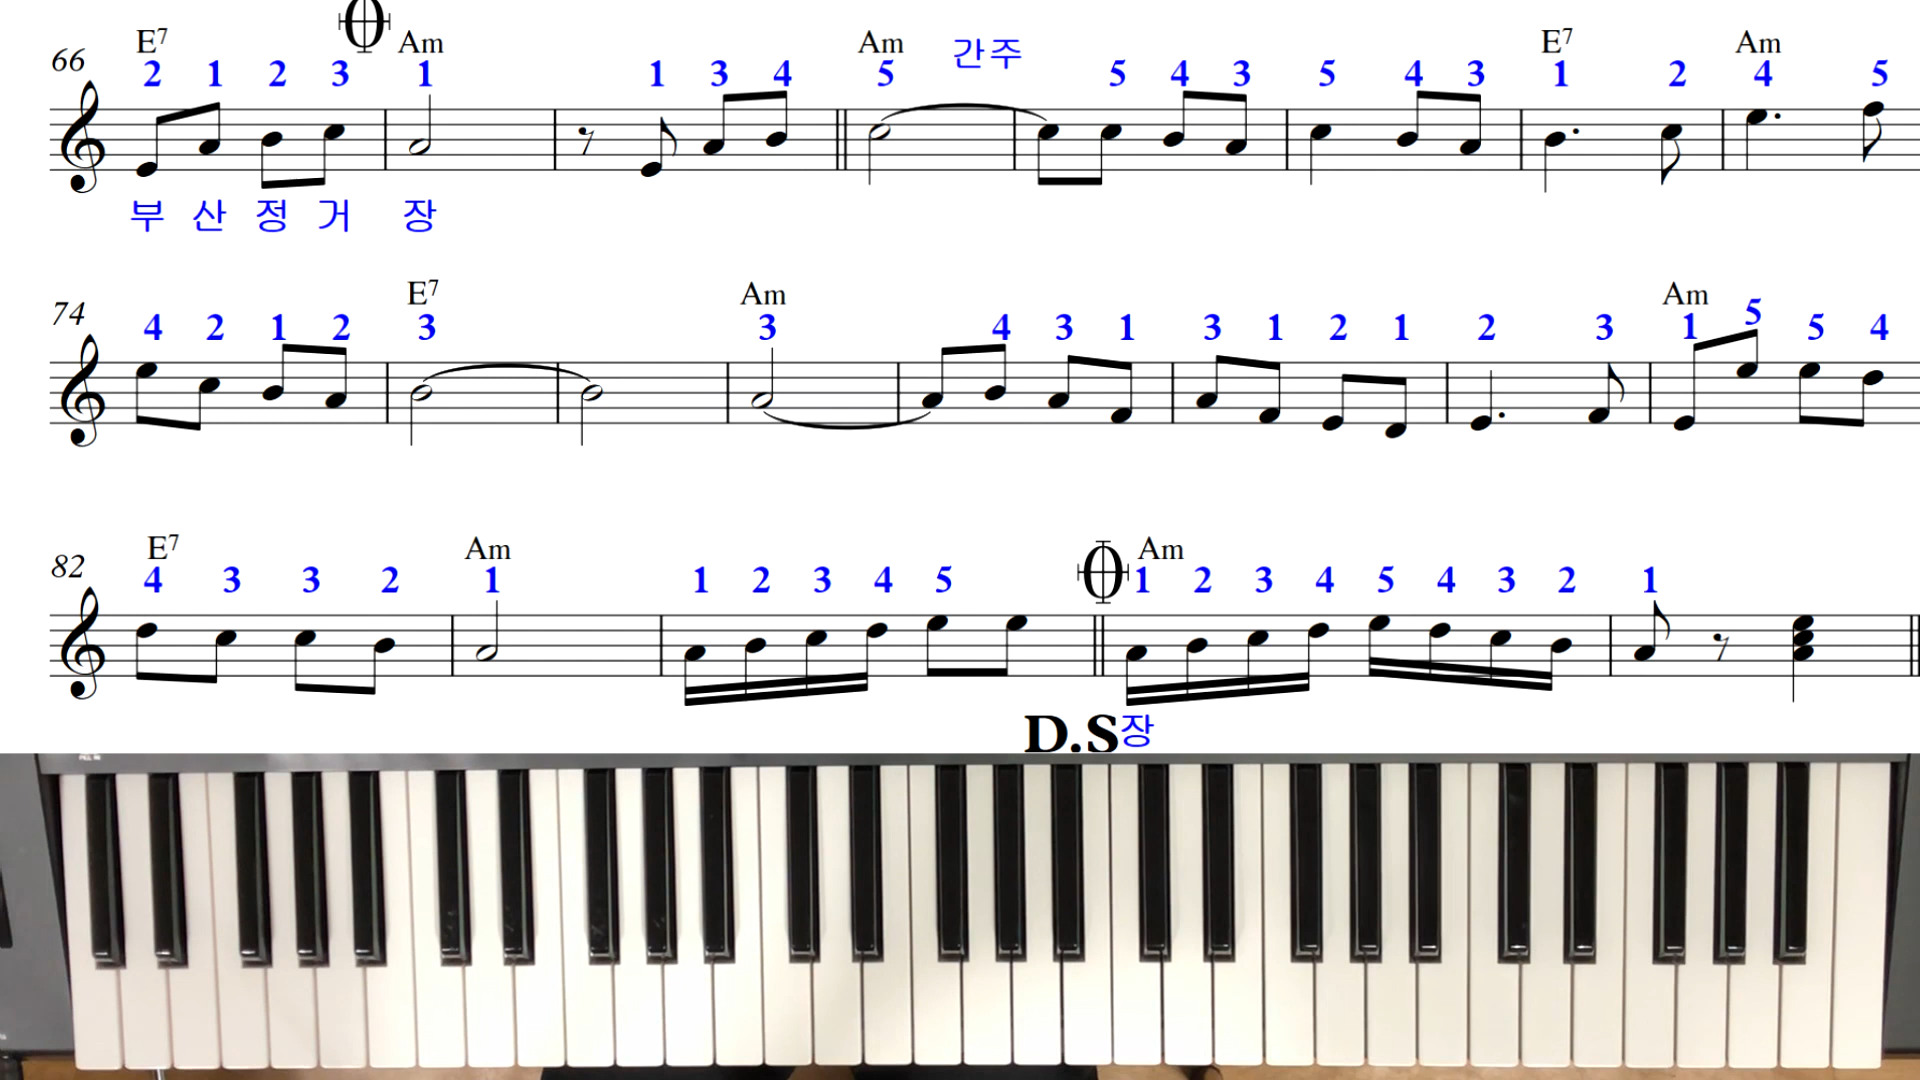 E7 Am Am 간주 E7 Am
66 2 1 2 3 1 1 3 4 5 5 4 3 5 4 3 1 2 4 5
부 산 정 거 장
E7 Am Am
74 4 2 1 2 3 3 4 3 1 3 1 2 1 2 3 1 5 5 4
E7 Am Am
82 4 3 3 2 1 1 2 3 4 5 1 2 3 4 5 4 3 2 1
D.S 장